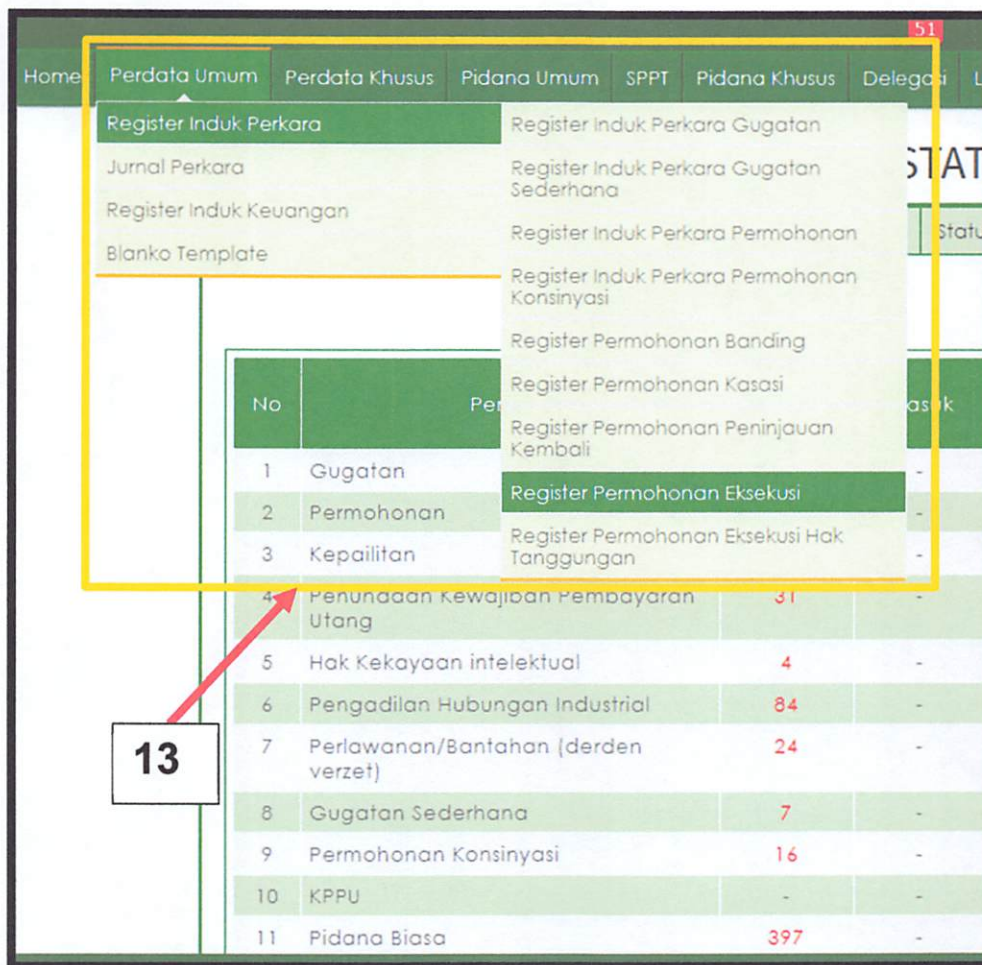 51
Home Perdata Umum Perdata Khusus Pidana Umum SPPT Pidana Khusus Delegasi L
Register Induk Perkara
Jurnal Perkara
Register Induk Keuangan
Blanko Template
Register Induk Perkara Gugatan
Register Induk Perkara Gugatan
Sederhana
Register Induk Perkara Permohonan
Register Induk Perkara Permohonan
Konsinyasi
Register Permohonan Banding
Register Permohonan Kasasi
Register Permohonan Peninjauan
Kembali
Register Permohonan Eksekusi
Register Permohonan Eksekusi Hak
Tanggungan
STAT
Statu
No Per asuk
1 Gugatan -
2 Permohonan -
3 Kepailitan -
4 Penundaan Kewajiban Pembayaran 31 -
Utang
5 Hak Kekayaan intelektual 4 -
6 Pengadilan Hubungan Industrial 84 -
7 Perlawanan/Bantahan (derden 24 -
verzet)
8 Gugatan Sederhana 7 -
9 Permohonan Konsinyasi 16 -
10 KPPU - -
11 Pidana Biasa 397 -
13